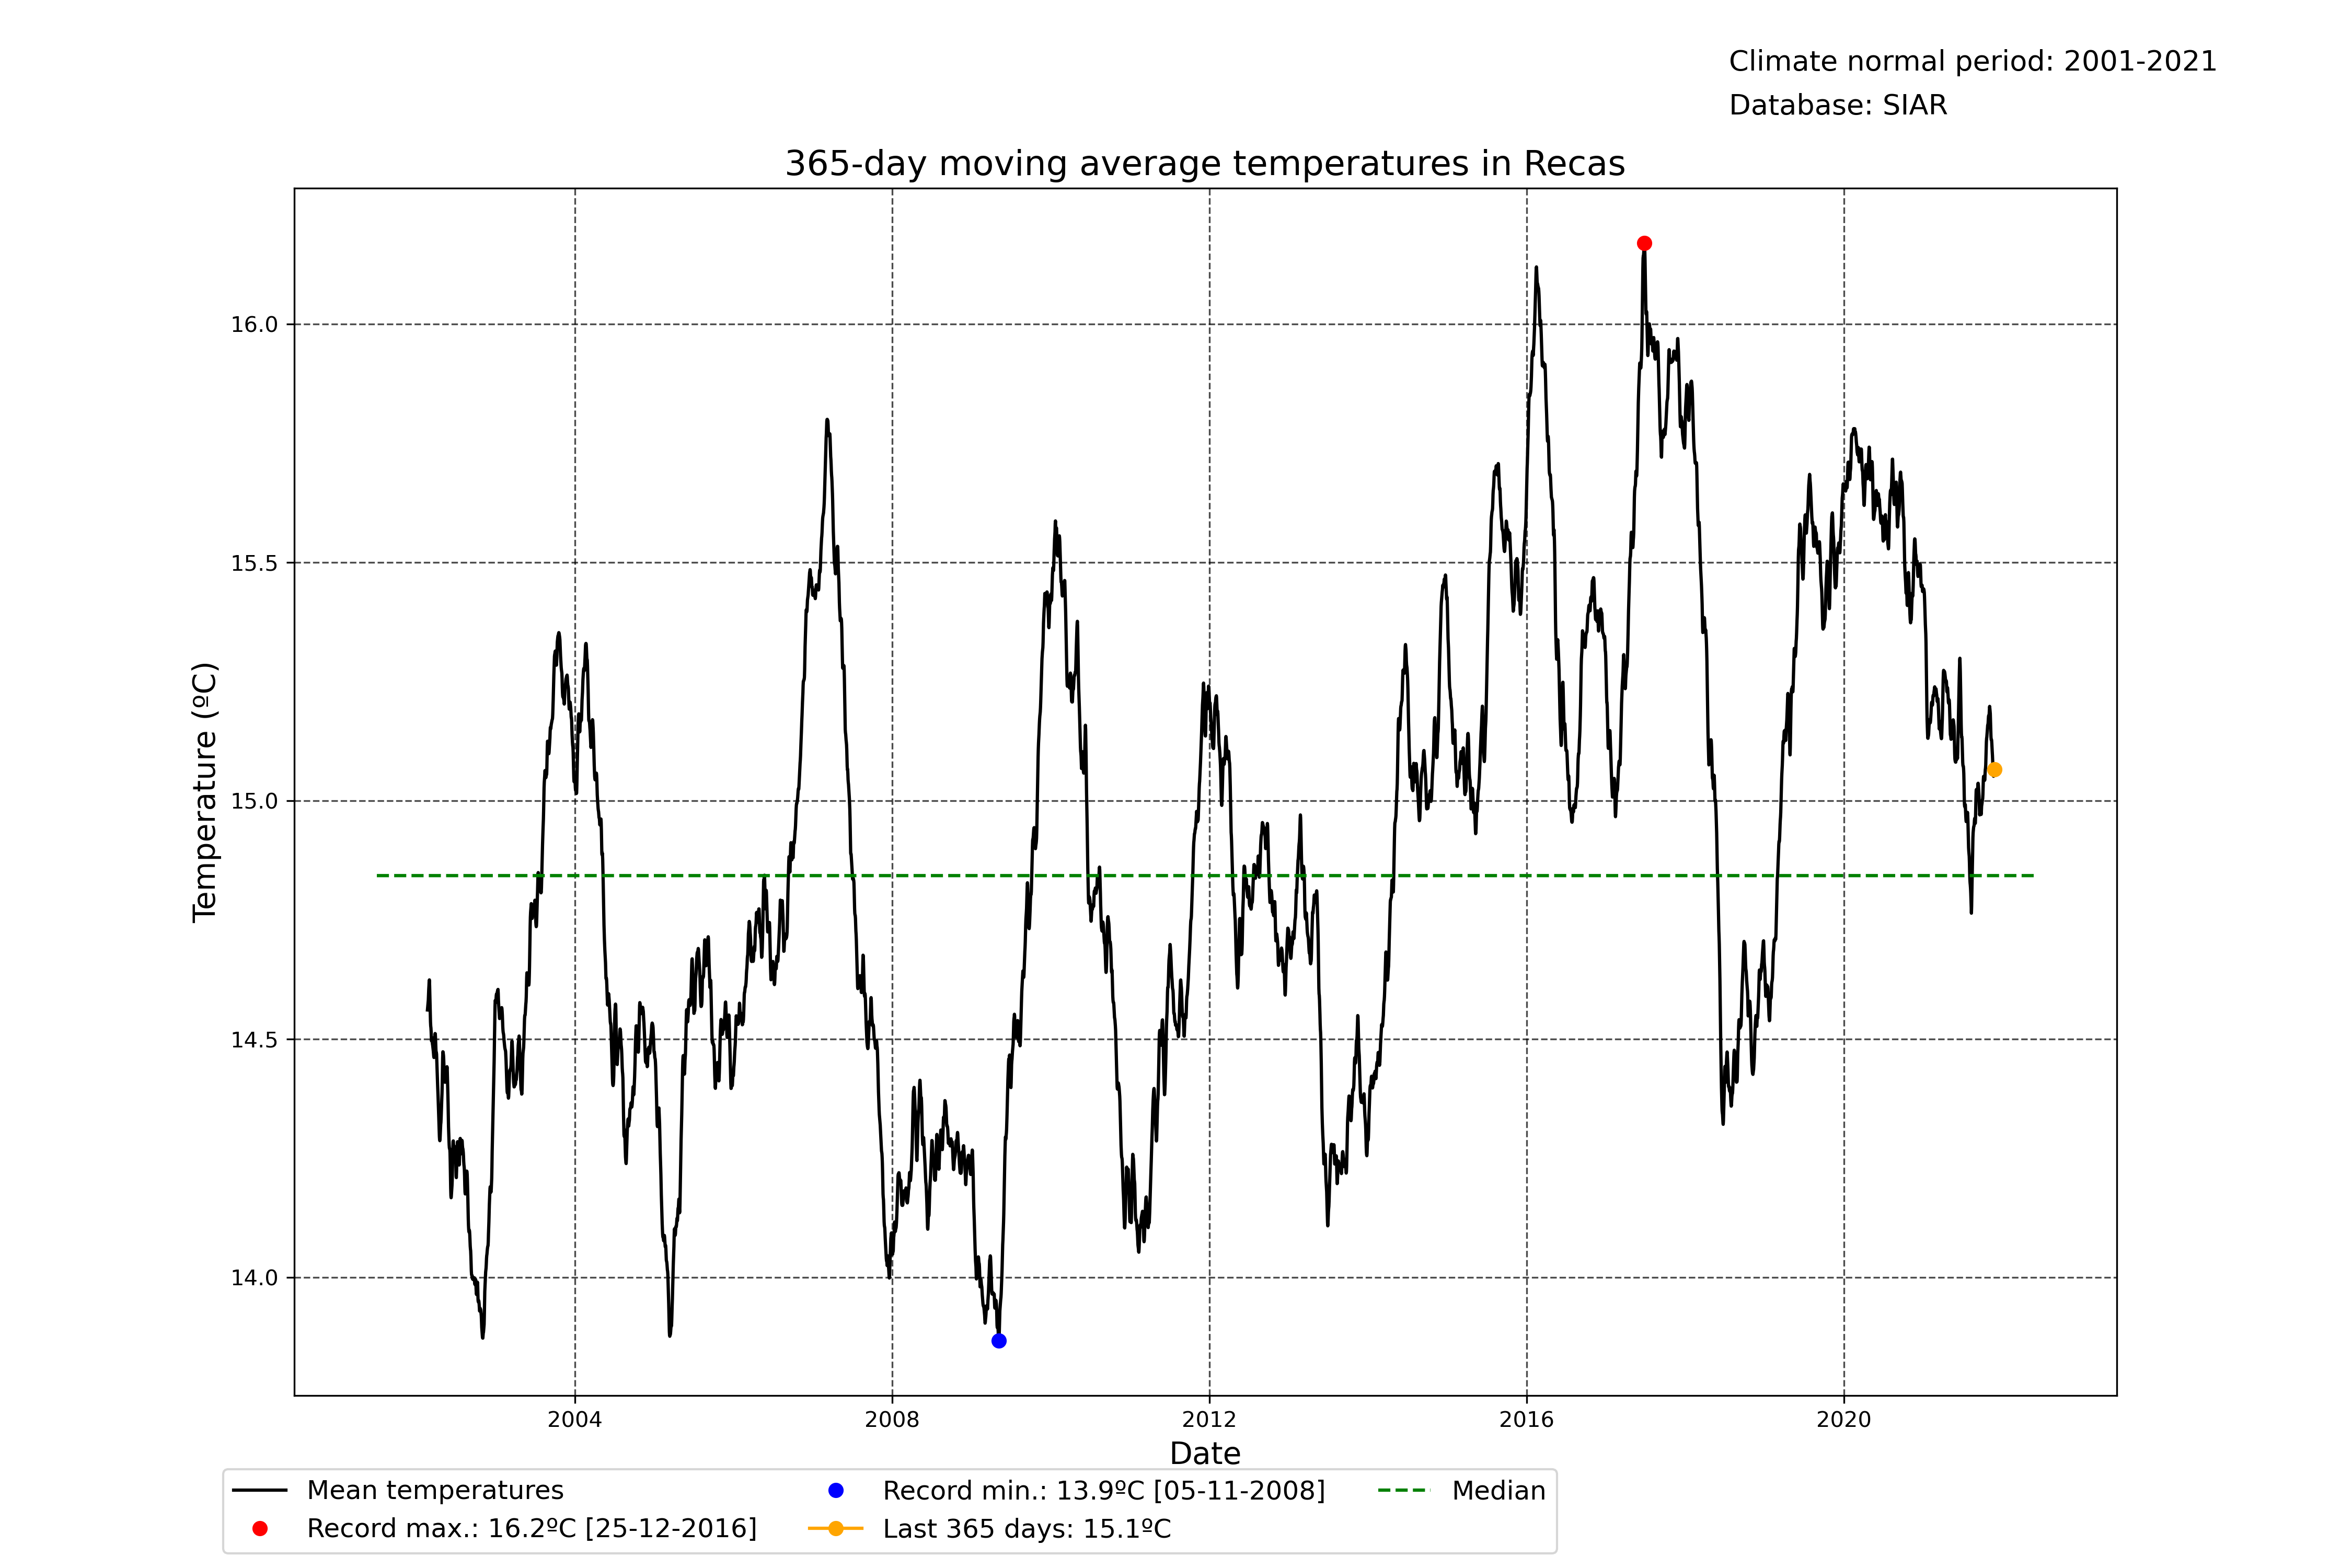 Climate normal period: 2001-2021
Database: SIAR
365-day moving average temperatures in Recas
Temperature (ºC)
16.0
15.5
15.0
14.5
14.0
2004 2008 2012 2016 2020
Date
Mean temperatures
Record max.: 16.2ºC [25-12-2016]
Record min.: 13.9ºC [05-11-2008]
Last 365 days: 15.1ºC
Median